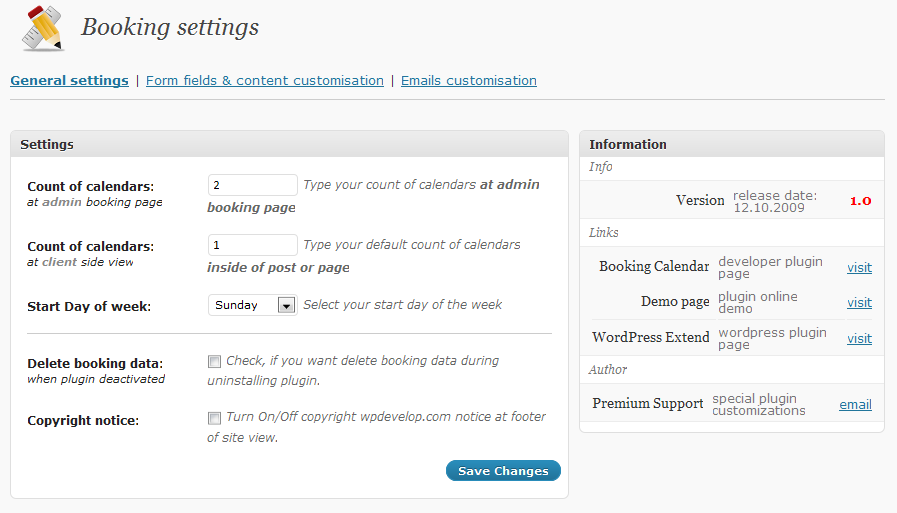 Booking settings
General settings | Form fields & content customisation | Emails customisation
Settings
Count of calendars: 2 Type your count of calendars at admin
at admin booking page booking page
Count of calendars: 1 Type your default count of calendars
at client side view inside of post or page
Start Day of week: Sunday Select your start day of the week
Delete booking data: Check, if you want delete booking data during
when plugin deactivated uninstalling plugin.
Copyright notice: Turn On/Off copyright wpdevelop.com notice at footer
of site view.
Save Changes
Information
Info
Version release date: 1.0
12.10.2009
Links
Booking Calendar developer plugin visit
page
Demo page plugin online visit
demo
WordPress Extend wordpress plugin visit
page
Author
Premium Support special plugin email
customizations